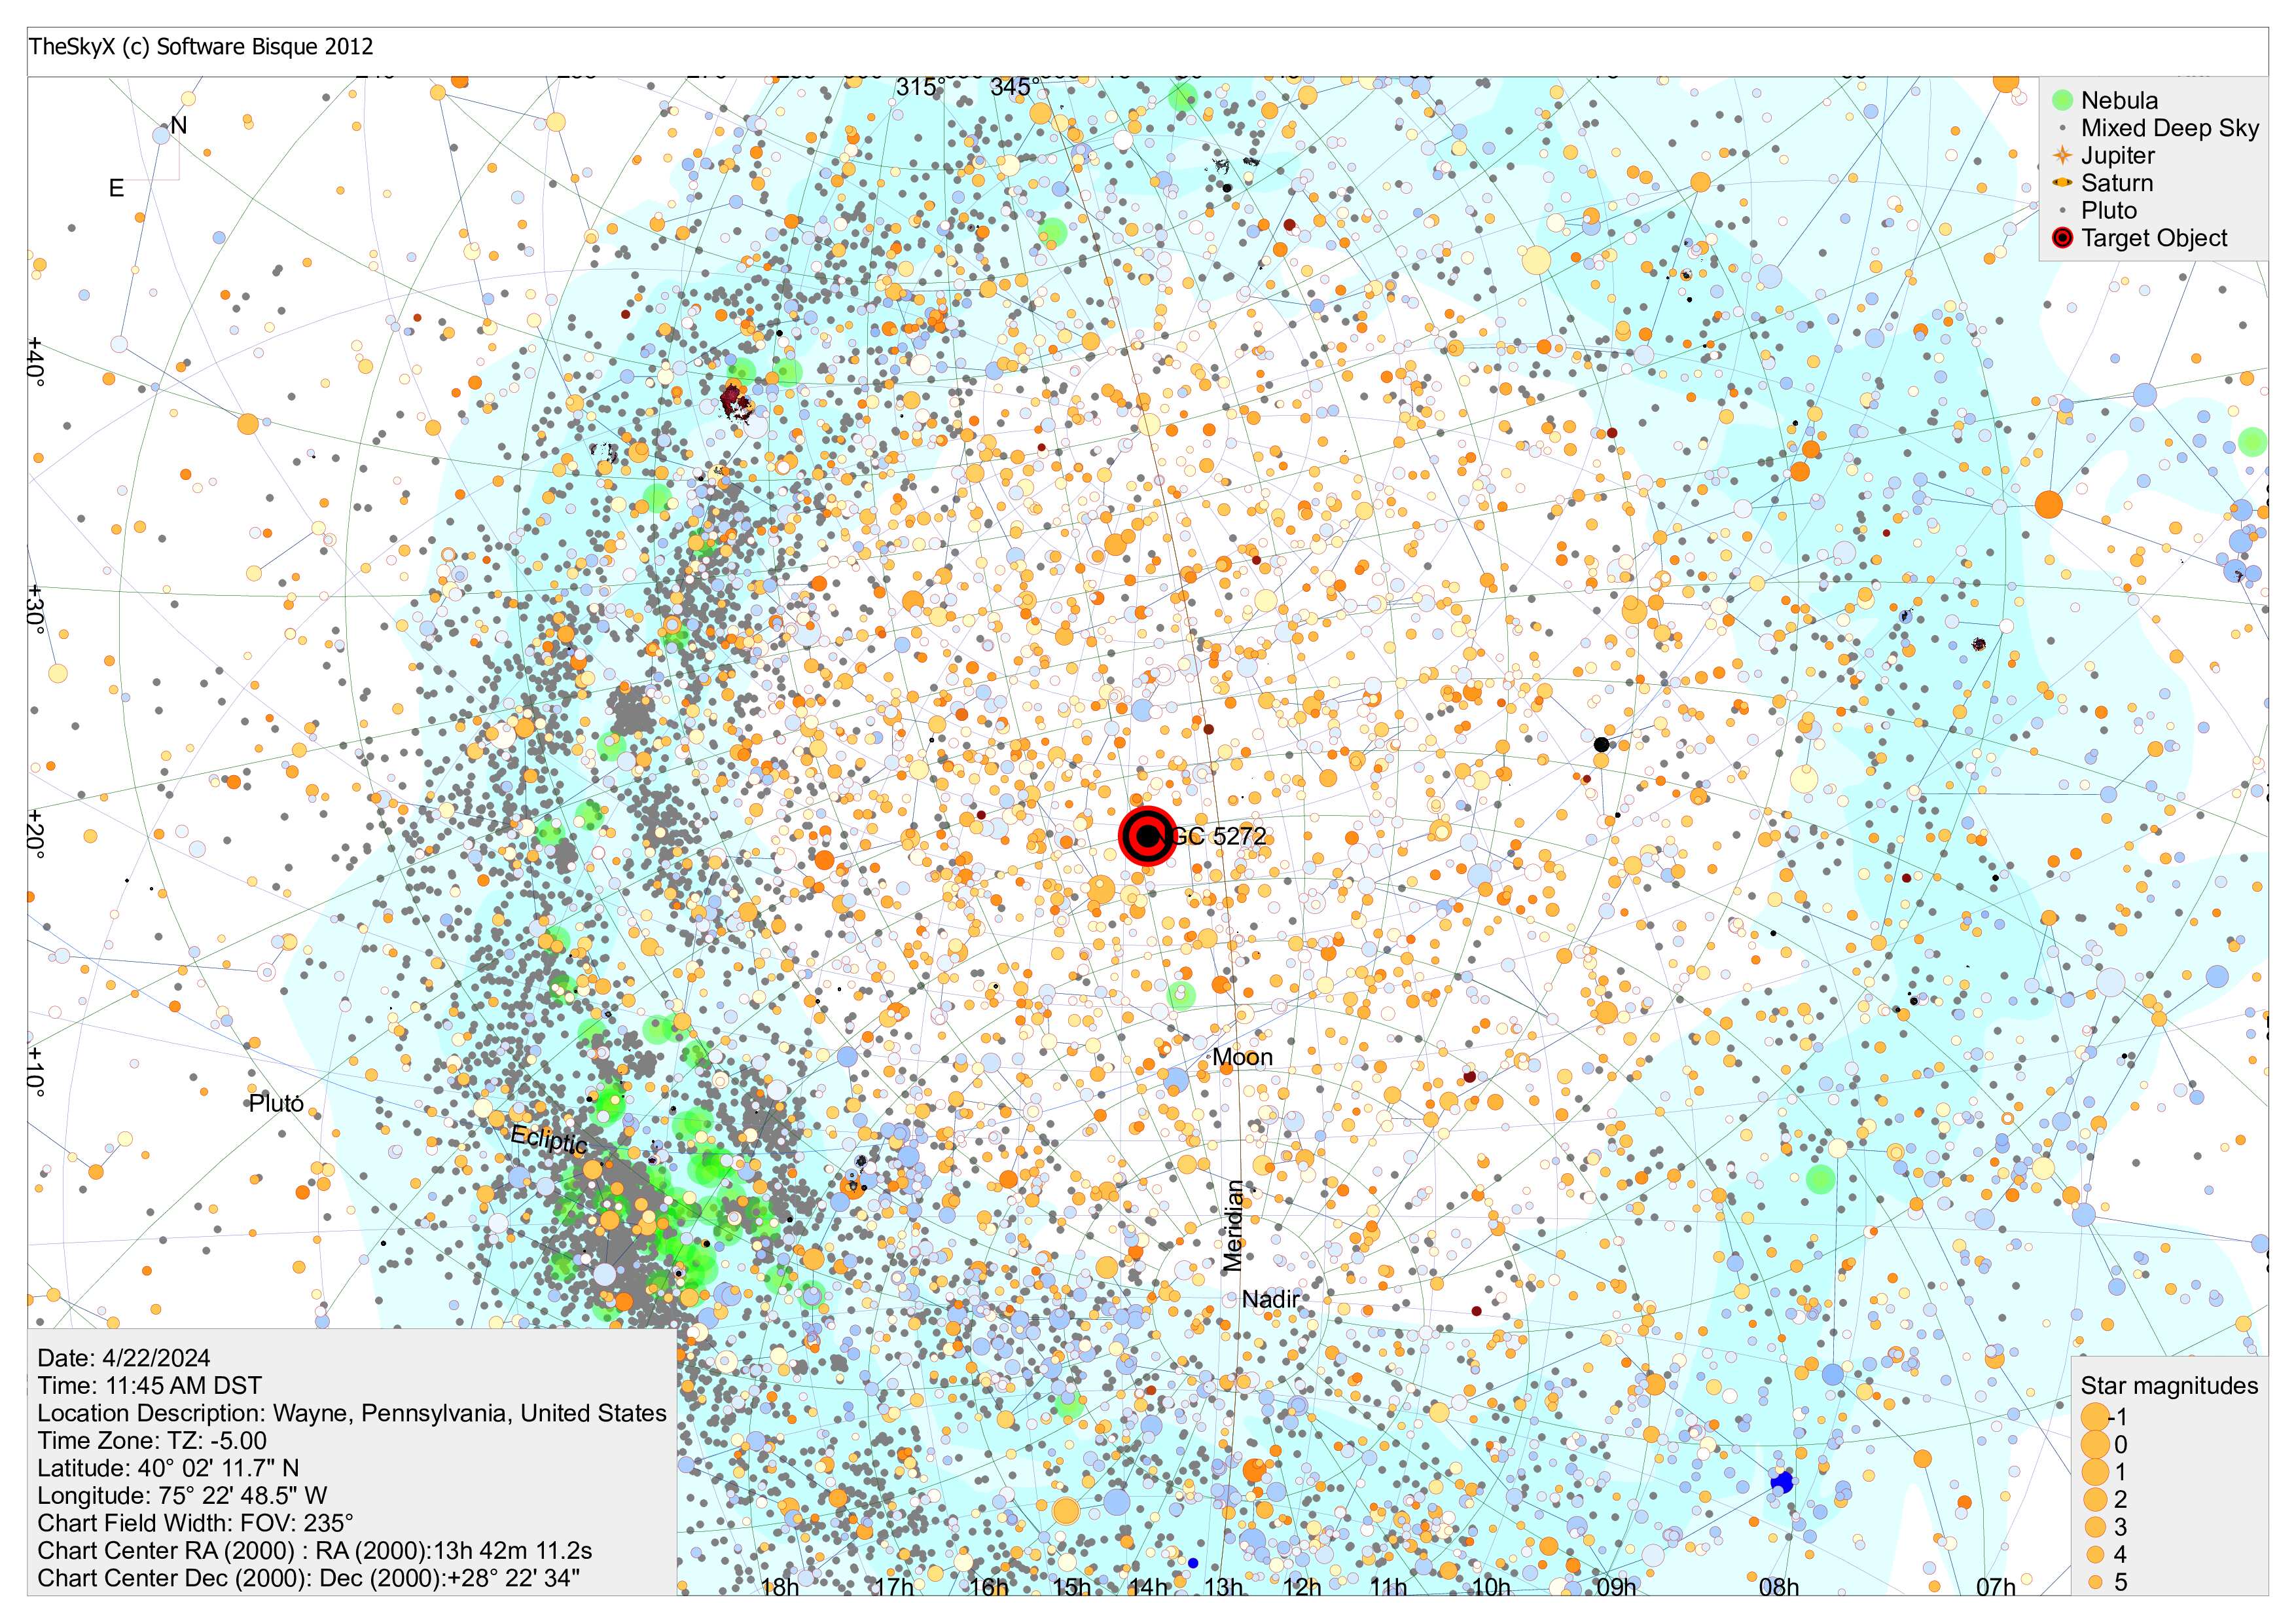 TheSkyX (c) Software Bisque 2012
315°
345°
N
E
Nebula
Mixed Deep Sky
Jupiter
Saturn
Pluto
Target Object
+40°
+30°
+20°
+10°
GC 5272
Moon
Pluto
Ecliptic
Meridian
Nadir
Date: 4/22/2024
Time: 11:45 AM DST
Location Description: Wayne, Pennsylvania, United States
Time Zone: TZ: -5.00
Latitude: 40° 02' 11.7" N
Longitude: 75° 22' 48.5" W
Chart Field Width: FOV: 235°
Chart Center RA (2000) : RA (2000):13h 42m 11.2s
Chart Center Dec (2000): Dec (2000):+28° 22' 34"
Star magnitudes
-1
0
1
2
3
4
5
18h 17h 16h 15h 14h 13h 12h 11h 10h 09h 08h 07h